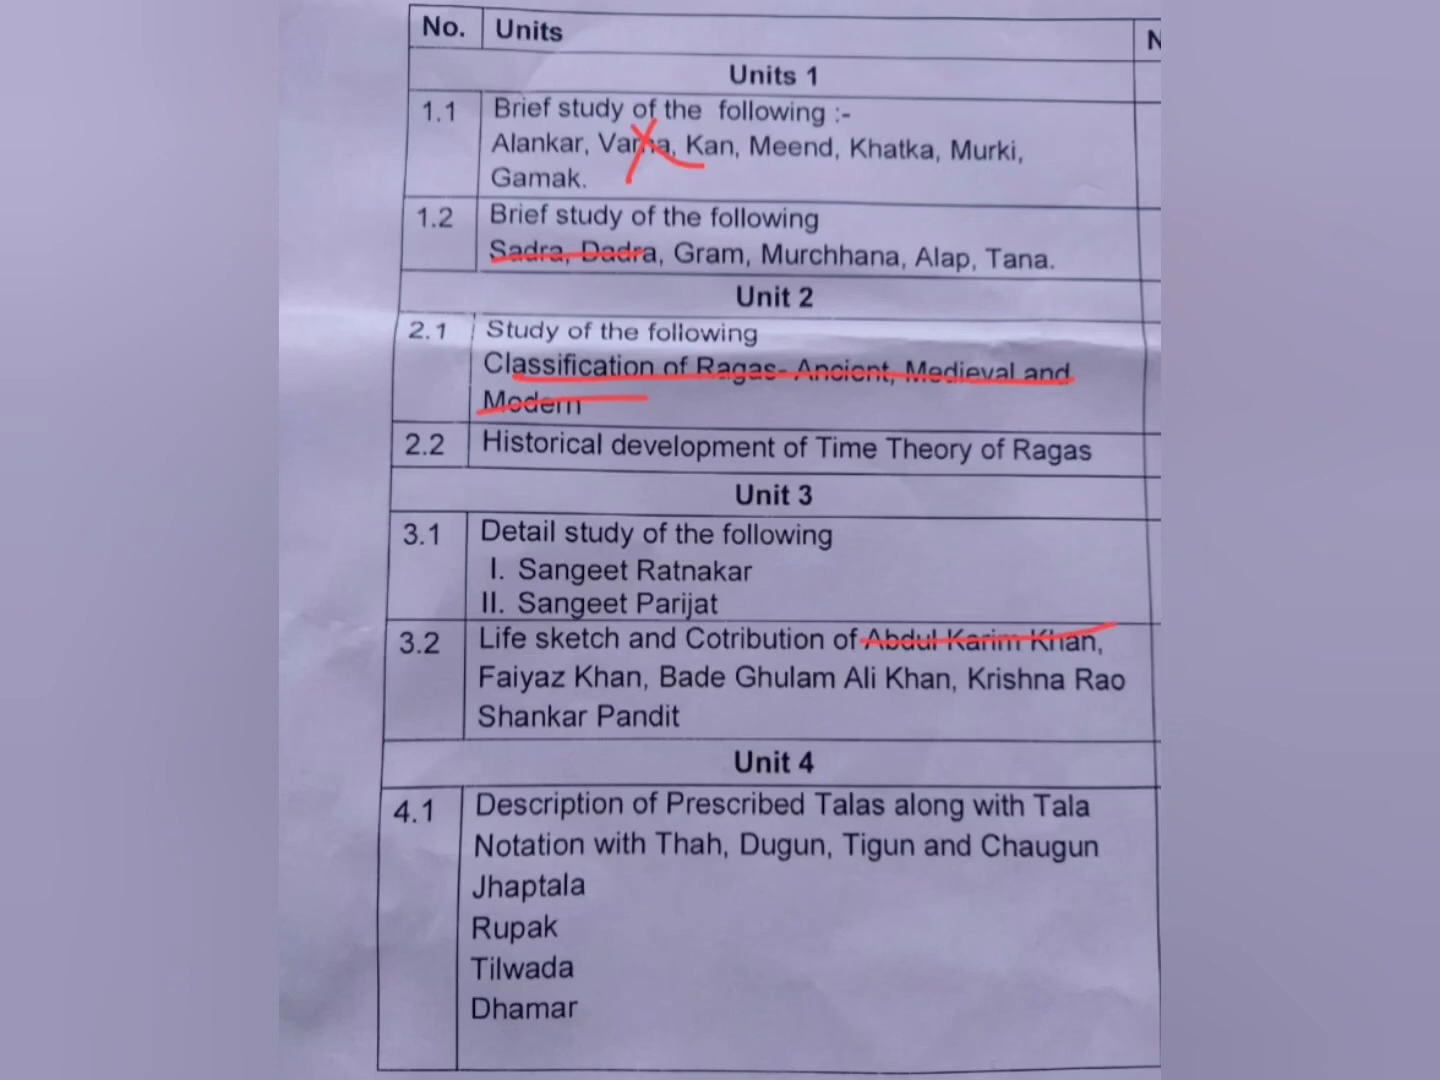 No. Units N
Units 1
1.1 Brief study of the following :-
Alankar, Varna, Kan, Meend, Khatka, Murki,
Gamak.
1.2 Brief study of the following
Sadra, Dadra, Gram, Murchhana, Alap, Tana.
Unit 2
2.1 Study of the following
Classification of Ragas- Ancient, Medieval and
Modern
2.2 Historical development of Time Theory of Ragas
Unit 3
3.1 Detail study of the following
I. Sangeet Ratnakar
II. Sangeet Parijat
3.2 Life sketch and Cotribution of Abdul Karim Khan,
Faiyaz Khan, Bade Ghulam Ali Khan, Krishna Rao
Shankar Pandit
Unit 4
4.1 Description of Prescribed Talas along with Tala
Notation with Thah, Dugun, Tigun and Chaugun
Jhaptala
Rupak
Tilwada
Dhamar